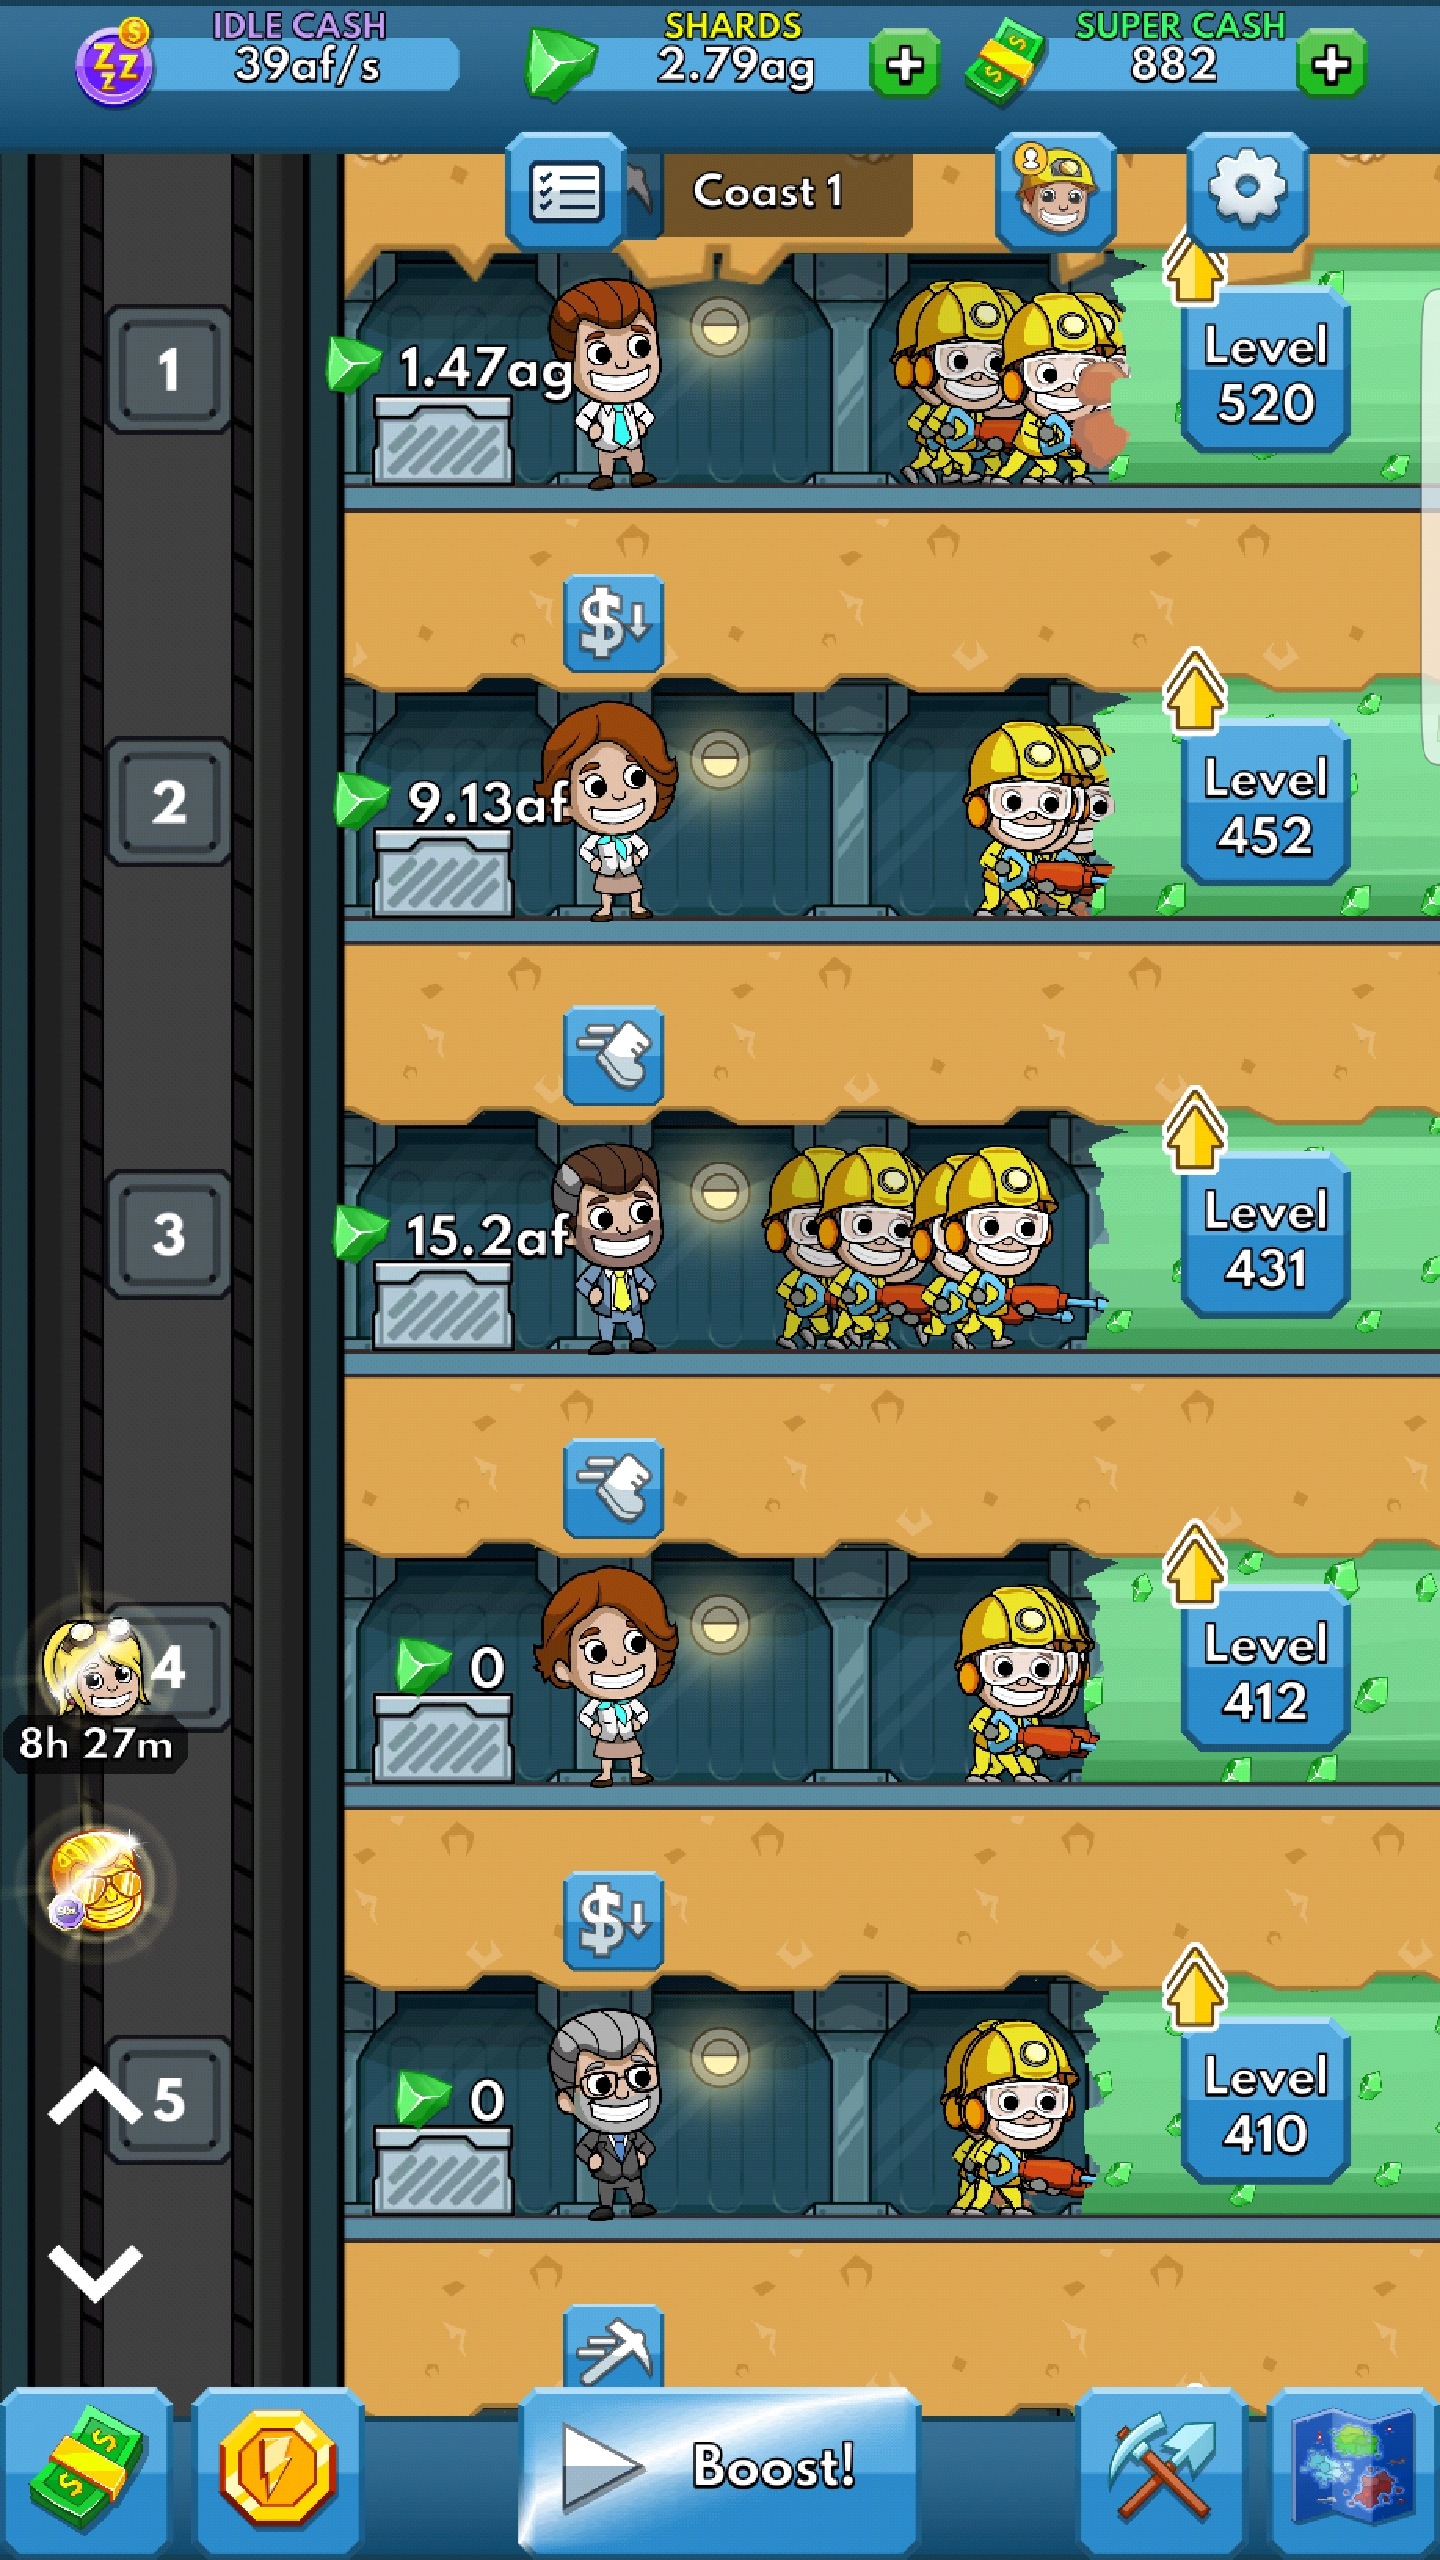 IDLE CASH
39af/s
SHARDS
2.79ag
SUPER CASH
882
Coast 1
1
1.47ag
Level
520
2
9.13af
Level
452
3
15.2af
Level
431
4
0
Level
412
8h 27m
5
0
Level
410
Boost!